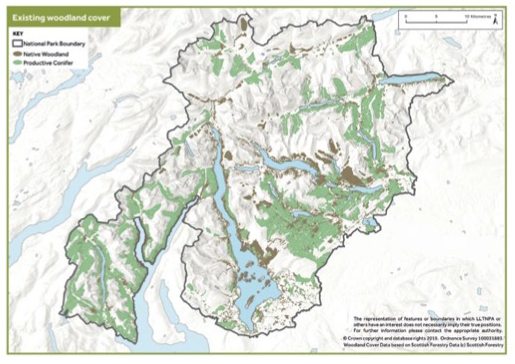 Existing woodland cover
0 5 10 Kilometres
KEY
National Park Boundary
Native Woodland
Productive Conifer
The representation of features or boundaries in which LLTNPA or
others have an interest does not necessarily imply their true positions.
For further information please contact the appropriate authority.
© Crown copyright and database rights 2019. Ordnance Survey 100031883.
Woodland Cover Data based on Scottish Forestry Data (c) Scottish Forestry